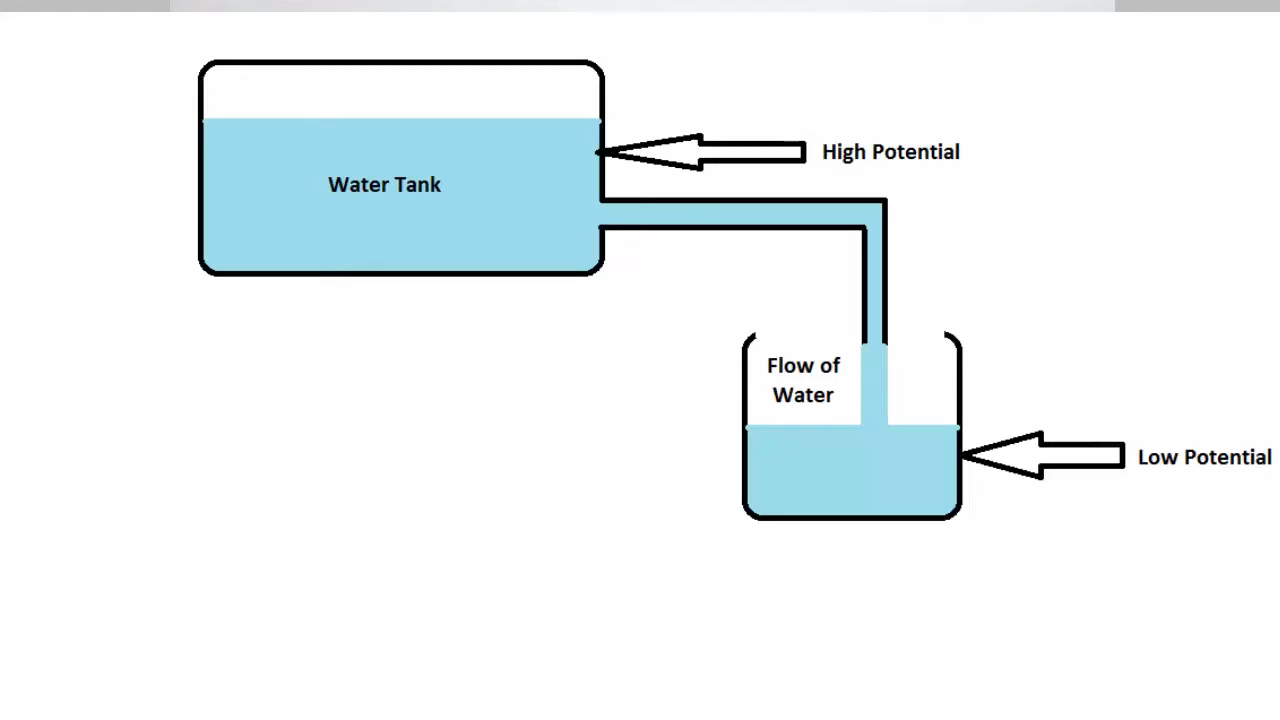 High Potential
Water Tank
Flow of
Water
Low Potential